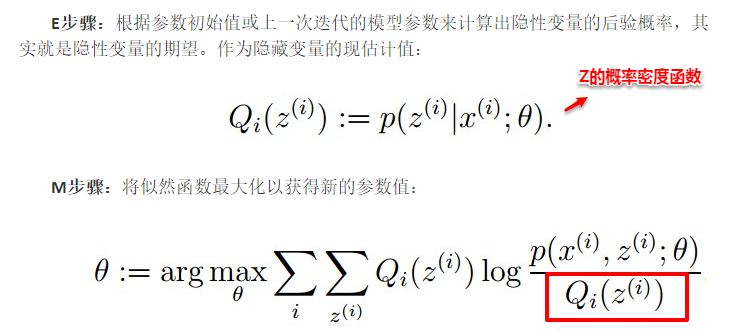 E步骤：根据参数初始值或上一次迭代的模型参数来计算出隐性变量的后验概率，其
实就是隐性变量的期望。作为隐藏变量的现估计值：
Z的概率密度函数
Q_i(z^{(i)}) := p(z^{(i)}|x^{(i)};θ).
M步骤：将似然函数最大化以获得新的参数值：
θ := arg max_θ ∑_i ∑_{z^{(i)}} Q_i(z^{(i)}) log \frac{p(x^{(i)}, z^{(i)};θ)}{Q_i(z^{(i)})}